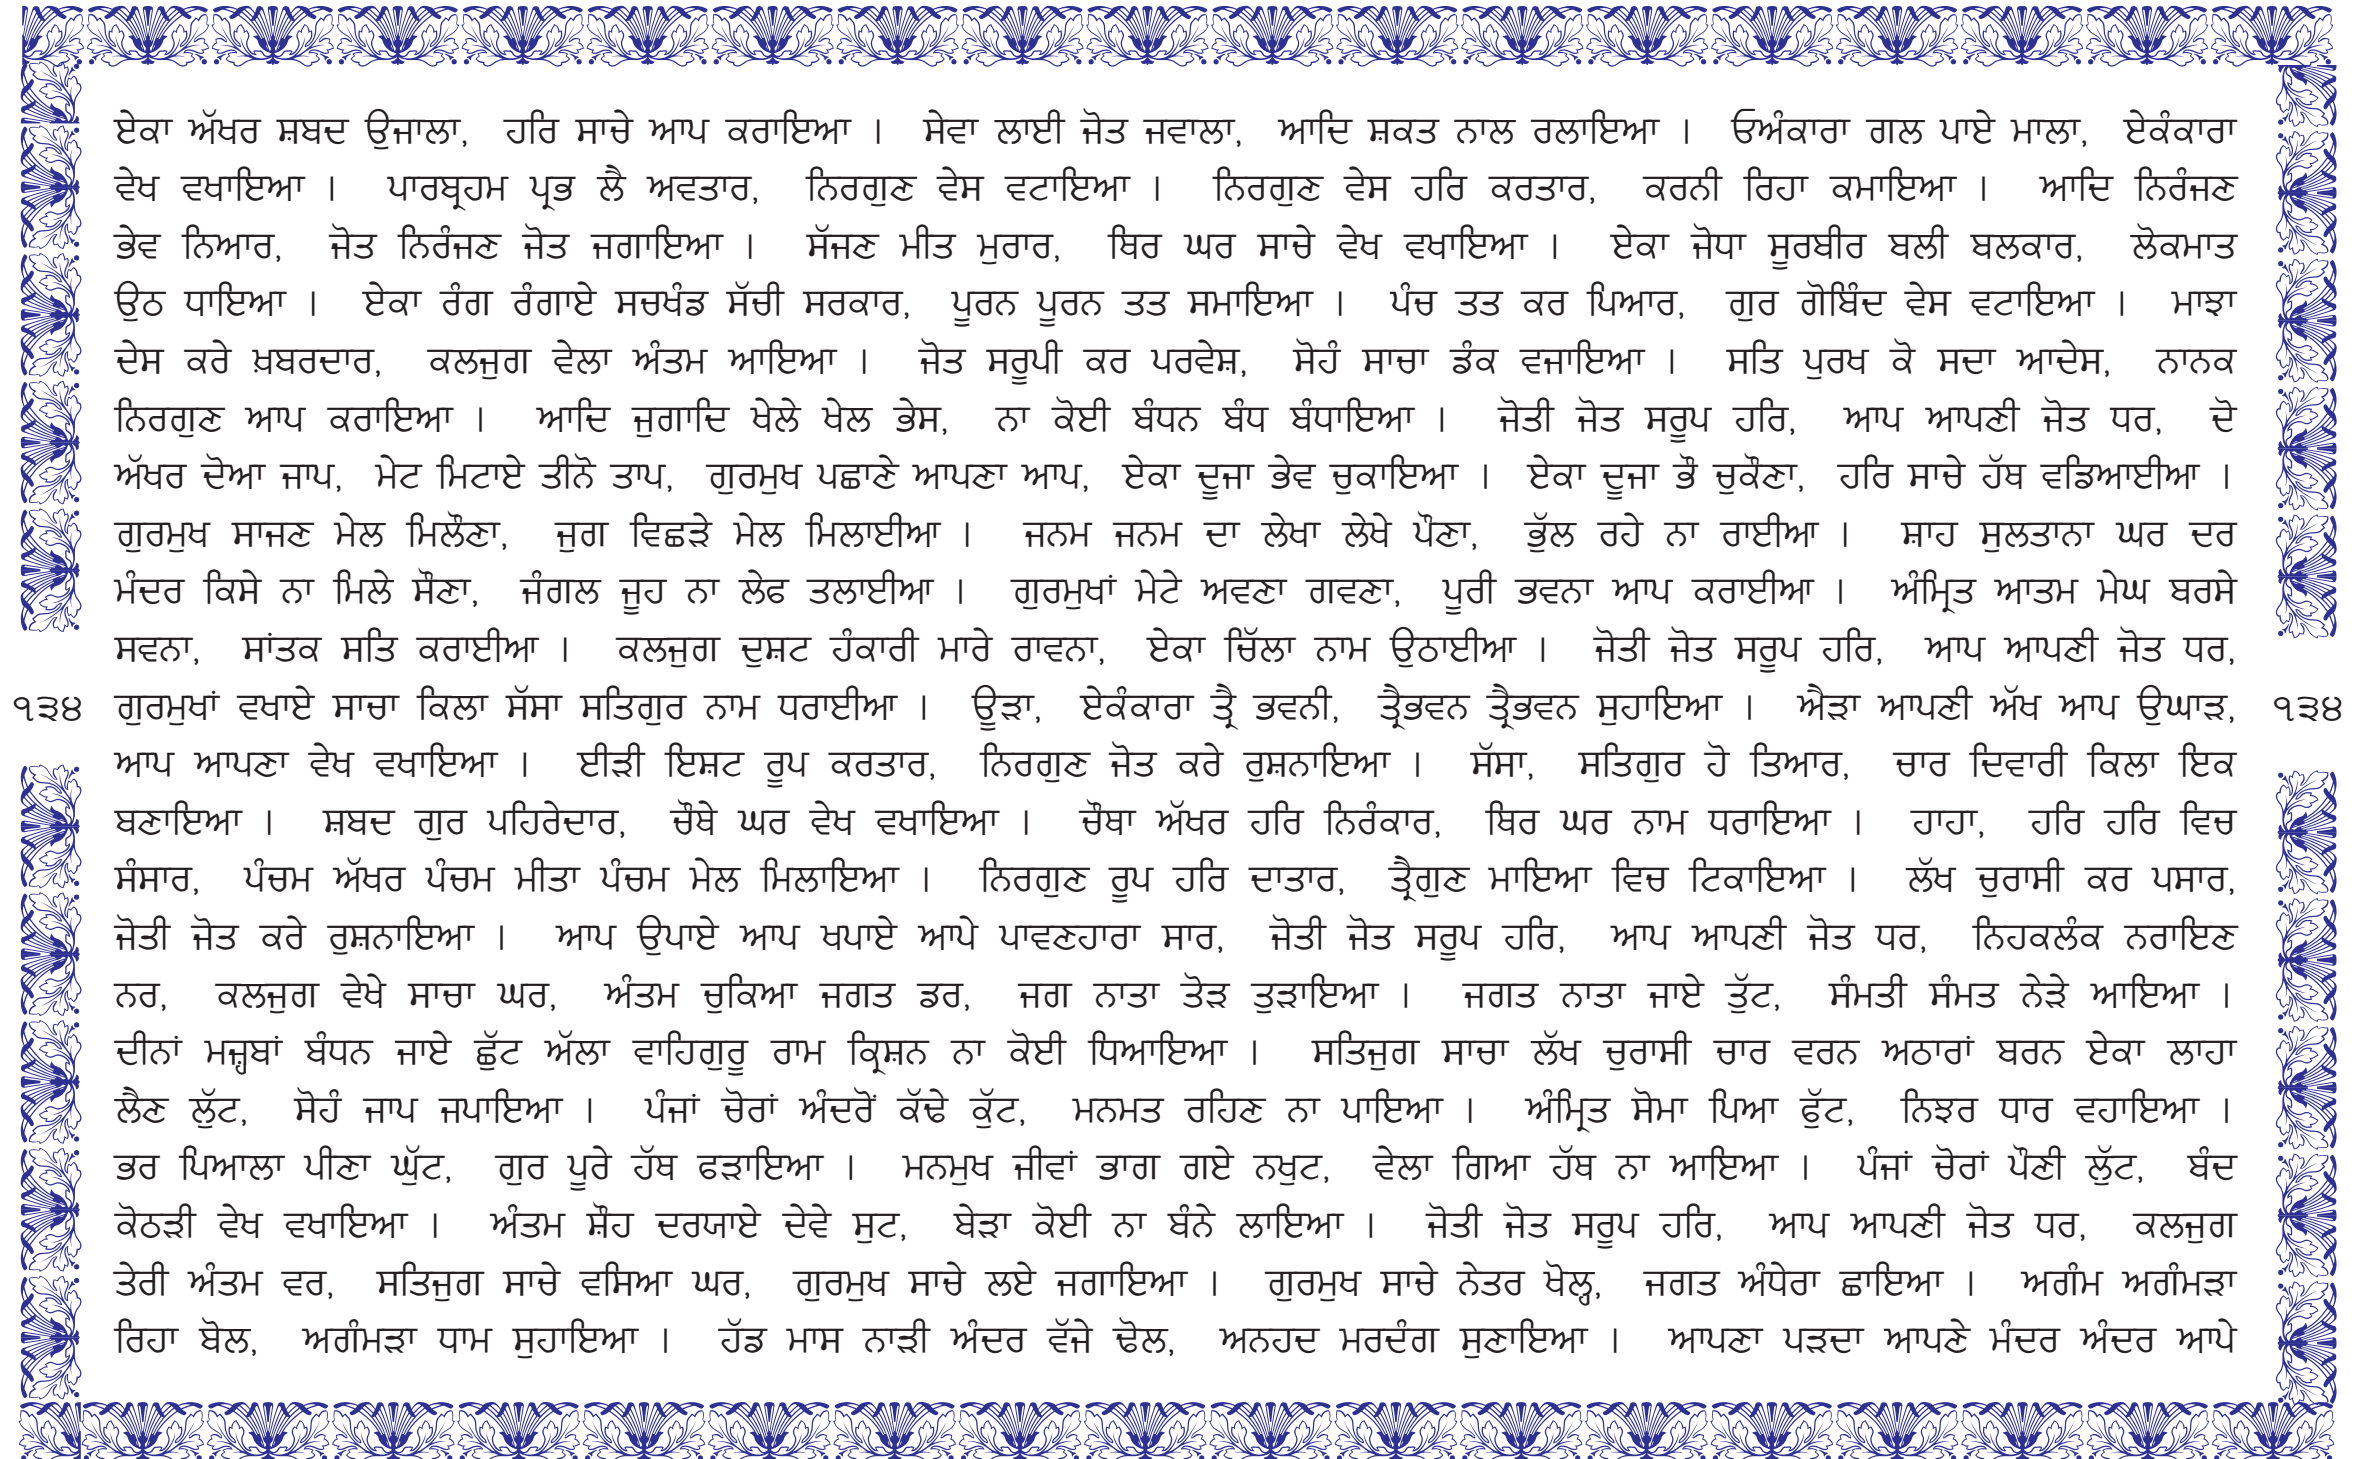 ਏਕਾ ਅੱਖਰ ਸ਼ਬਦ ਉਜਾਲਾ, ਹਰਿ ਸਾਚੇ ਆਪ ਕਰਾਇਆ । ਸੇਵਾ ਲਾਈ ਜੋਤ ਜਵਾਲਾ, ਆਦਿ ਸ਼ਕਤ ਨਾਲ ਰਲਾਇਆ । ਓਅੰਕਾਰਾ ਗਲ ਪਾਏ ਮਾਲਾ, ਏਕੰਕਾਰਾ
ਵੇਖ ਵਖਾਇਆ । ਪਾਰਬ੍ਰਹਮ ਪ੍ਰਭ ਲੈ ਅਵਤਾਰ, ਨਿਰਗੁਣ ਵੇਸ ਵਟਾਇਆ । ਨਿਰਗੁਣ ਵੇਸ ਹਰਿ ਕਰਤਾਰ, ਕਰਨੀ ਰਿਹਾ ਕਮਾਇਆ । ਆਦਿ ਨਿਰੰਜਣ
ਭੇਵ ਨਿਆਰ, ਜੋਤ ਨਿਰੰਜਣ ਜੋਤ ਜਗਾਇਆ । ਸੱਜਣ ਮੀਤ ਮੁਰਾਰ, ਥਿਰ ਘਰ ਸਾਚੇ ਵੇਖ ਵਖਾਇਆ । ਏਕਾ ਜੋਧਾ ਸੂਰਬੀਰ ਬਲੀ ਬਲਕਾਰ, ਲੋਕਮਾਤ
ਉਠ ਧਾਇਆ । ਏਕਾ ਰੰਗ ਰੰਗਾਏ ਸਚਖੰਡ ਸੱਚੀ ਸਰਕਾਰ, ਪੂਰਨ ਪੂਰਨ ਤਤ ਸਮਾਇਆ । ਪੰਚ ਤਤ ਕਰ ਪਿਆਰ, ਗੁਰ ਗੋਬਿੰਦ ਵੇਸ ਵਟਾਇਆ । ਮਾਝਾ
ਦੇਸ ਕਰੇ ਖ਼ਬਰਦਾਰ, ਕਲਜੁਗ ਵੇਲਾ ਅੰਤਮ ਆਇਆ । ਜੋਤ ਸਰੂਪੀ ਕਰ ਪਰਵੇਸ਼, ਸੋਹੰ ਸਾਚਾ ਡੰਕ ਵਜਾਇਆ । ਸਤਿ ਪੁਰਖ ਕੋ ਸਦਾ ਆਦੇਸ, ਨਾਨਕ
ਨਿਰਗੁਣ ਆਪ ਕਰਾਇਆ । ਆਦਿ ਜੁਗਾਦਿ ਖੇਲੇ ਖੇਲ ਭੇਸ, ਨਾ ਕੋਈ ਬੰਧਨ ਬੰਧ ਬੰਧਾਇਆ । ਜੋਤੀ ਜੋਤ ਸਰੂਪ ਹਰਿ, ਆਪ ਆਪਣੀ ਜੋਤ ਧਰ, ਦੋ
ਅੱਖਰ ਦੋਆ ਜਾਪ, ਮੇਟ ਮਿਟਾਏ ਤੀਨੋ ਤਾਪ, ਗੁਰਮੁਖ ਪਛਾਣੇ ਆਪਣਾ ਆਪ, ਏਕਾ ਦੂਜਾ ਭੇਵ ਚੁਕਾਇਆ । ਏਕਾ ਦੂਜਾ ਭੌ ਚੁਕੌਣਾ, ਹਰਿ ਸਾਚੇ ਹੱਥ ਵਡਿਆਈਆ ।
ਗੁਰਮੁਖ ਸਾਜਣ ਮੇਲ ਮਿਲੌਣਾ, ਜੁਗ ਵਿਛੜੇ ਮੇਲ ਮਿਲਾਈਆ । ਜਨਮ ਜਨਮ ਦਾ ਲੇਖਾ ਲੇਖੇ ਪੌਣਾ, ਭੁੱਲ ਰਹੇ ਨਾ ਰਾਈਆ । ਸ਼ਾਹ ਸੁਲਤਾਨਾ ਘਰ ਦਰ
ਮੰਦਰ ਕਿਸੇ ਨਾ ਮਿਲੇ ਸੌਣਾ, ਜੰਗਲ ਜੂਹ ਨਾ ਲੇਫ ਤਲਾਈਆ । ਗੁਰਮੁਖਾਂ ਮੇਟੇ ਅਵਣਾ ਗਵਣਾ, ਪੂਰੀ ਭਵਨਾ ਆਪ ਕਰਾਈਆ । ਅੰਮ੍ਰਿਤ ਆਤਮ ਮੇਘ ਬਰਸੇ
ਸਵਨਾ, ਸਾਂਤਕ ਸਤਿ ਕਰਾਈਆ । ਕਲਜੁਗ ਦੁਸ਼ਟ ਹੰਕਾਰੀ ਮਾਰੇ ਰਾਵਨਾ, ਏਕਾ ਚਿੱਲਾ ਨਾਮ ਉਠਾਈਆ । ਜੋਤੀ ਜੋਤ ਸਰੂਪ ਹਰਿ, ਆਪ ਆਪਣੀ ਜੋਤ ਧਰ,
੧੩੪ ਗੁਰਮੁਖਾਂ ਵਖਾਏ ਸਾਚਾ ਕਿਲਾ ਸੱਸਾ ਸਤਿਗੁਰ ਨਾਮ ਧਰਾਈਆ । ਊੜਾ, ਏਕੰਕਾਰਾ ਤ੍ਰੈ ਭਵਨੀ, ਤ੍ਰੈਭਵਨ ਤ੍ਰੈਭਵਨ ਸੁਹਾਇਆ । ਐੜਾ ਆਪਣੀ ਅੱਖ ਆਪ ਉਘਾੜ, ੧੩੪
ਆਪ ਆਪਣਾ ਵੇਖ ਵਖਾਇਆ । ਈੜੀ ਇਸ਼ਟ ਰੂਪ ਕਰਤਾਰ, ਨਿਰਗੁਣ ਜੋਤ ਕਰੇ ਰੁਸ਼ਨਾਇਆ । ਸੱਸਾ, ਸਤਿਗੁਰ ਹੋ ਤਿਆਰ, ਚਾਰ ਦਿਵਾਰੀ ਕਿਲਾ ਇਕ
ਬਣਾਇਆ । ਸ਼ਬਦ ਗੁਰ ਪਹਿਰੇਦਾਰ, ਚੌਥੇ ਘਰ ਵੇਖ ਵਖਾਇਆ । ਚੌਥਾ ਅੱਖਰ ਹਰਿ ਨਿਰੰਕਾਰ, ਥਿਰ ਘਰ ਨਾਮ ਧਰਾਇਆ । ਹਾਹਾ, ਹਰਿ ਹਰਿ ਵਿਚ
ਸੰਸਾਰ, ਪੰਚਮ ਅੱਖਰ ਪੰਚਮ ਮੀਤਾ ਪੰਚਮ ਮੇਲ ਮਿਲਾਇਆ । ਨਿਰਗੁਣ ਰੂਪ ਹਰਿ ਦਾਤਾਰ, ਤ੍ਰੈਗੁਣ ਮਾਇਆ ਵਿਚ ਟਿਕਾਇਆ । ਲੱਖ ਚੁਰਾਸੀ ਕਰ ਪਸਾਰ,
ਜੋਤੀ ਜੋਤ ਕਰੇ ਰੁਸ਼ਨਾਇਆ । ਆਪ ਉਪਾਏ ਆਪ ਖਪਾਏ ਆਪੇ ਪਾਵਣਹਾਰਾ ਸਾਰ, ਜੋਤੀ ਜੋਤ ਸਰੂਪ ਹਰਿ, ਆਪ ਆਪਣੀ ਜੋਤ ਧਰ, ਨਿਹਕਲੰਕ ਨਰਾਇਣ
ਨਰ, ਕਲਜੁਗ ਵੇਖੇ ਸਾਚਾ ਘਰ, ਅੰਤਮ ਚੁਕਿਆ ਜਗਤ ਡਰ, ਜਗ ਨਾਤਾ ਤੋੜ ਤੁੜਾਇਆ । ਜਗਤ ਨਾਤਾ ਜਾਏ ਤੁੱਟ, ਸੰਮਤੀ ਸੰਮਤ ਨੇੜੇ ਆਇਆ ।
ਦੀਨਾਂ ਮਜ਼੍ਹਬਾਂ ਬੰਧਨ ਜਾਏ ਛੁੱਟ ਅੱਲਾ ਵਾਹਿਗੁਰੂ ਰਾਮ ਕ੍ਰਿਸ਼ਨ ਨਾ ਕੋਈ ਧਿਆਇਆ । ਸਤਿਜੁਗ ਸਾਚਾ ਲੱਖ ਚੁਰਾਸੀ ਚਾਰ ਵਰਨ ਅਠਾਰਾਂ ਬਰਨ ਏਕਾ ਲਾਹਾ
ਲੈਣ ਲੁੱਟ, ਸੋਹੰ ਜਾਪ ਜਪਾਇਆ । ਪੰਜਾਂ ਚੋਰਾਂ ਅੰਦਰੋਂ ਕੱਢੇ ਕੁੱਟ, ਮਨਮਤ ਰਹਿਣ ਨਾ ਪਾਇਆ । ਅੰਮ੍ਰਿਤ ਸੋਮਾ ਪਿਆ ਫੁੱਟ, ਨਿਝਰ ਧਾਰ ਵਹਾਇਆ ।
ਭਰ ਪਿਆਲਾ ਪੀਣਾ ਘੁੱਟ, ਗੁਰ ਪੂਰੇ ਹੱਥ ਫੜਾਇਆ । ਮਨਮੁਖ ਜੀਵਾਂ ਭਾਗ ਗਏ ਨਖੁਟ, ਵੇਲਾ ਗਿਆ ਹੱਥ ਨਾ ਆਇਆ । ਪੰਜਾਂ ਚੋਰਾਂ ਪੌਣੀ ਲੁੱਟ, ਬੰਦ
ਕੋਠੜੀ ਵੇਖ ਵਖਾਇਆ । ਅੰਤਮ ਸ਼ੌਹ ਦਰਯਾਏ ਦੇਵੇ ਸੁਟ, ਬੇੜਾ ਕੋਈ ਨਾ ਬੰਨੇ ਲਾਇਆ । ਜੋਤੀ ਜੋਤ ਸਰੂਪ ਹਰਿ, ਆਪ ਆਪਣੀ ਜੋਤ ਧਰ, ਕਲਜੁਗ
ਤੇਰੀ ਅੰਤਮ ਵਰ, ਸਤਿਜੁਗ ਸਾਚੇ ਵਸਿਆ ਘਰ, ਗੁਰਮੁਖ ਸਾਚੇ ਲਏ ਜਗਾਇਆ । ਗੁਰਮੁਖ ਸਾਚੇ ਨੇਤਰ ਖੋਲ੍ਹ, ਜਗਤ ਅੰਧੇਰਾ ਛਾਇਆ । ਅਗੰਮ ਅਗੰਮੜਾ
ਰਿਹਾ ਬੋਲ, ਅਗੰਮੜਾ ਧਾਮ ਸੁਹਾਇਆ । ਹੱਡ ਮਾਸ ਨਾੜੀ ਅੰਦਰ ਵੱਜੇ ਢੋਲ, ਅਨਹਦ ਮਰਦੰਗ ਸੁਣਾਇਆ । ਆਪਣਾ ਪੜਦਾ ਆਪਣੇ ਮੰਦਰ ਅੰਦਰ ਆਪੇ